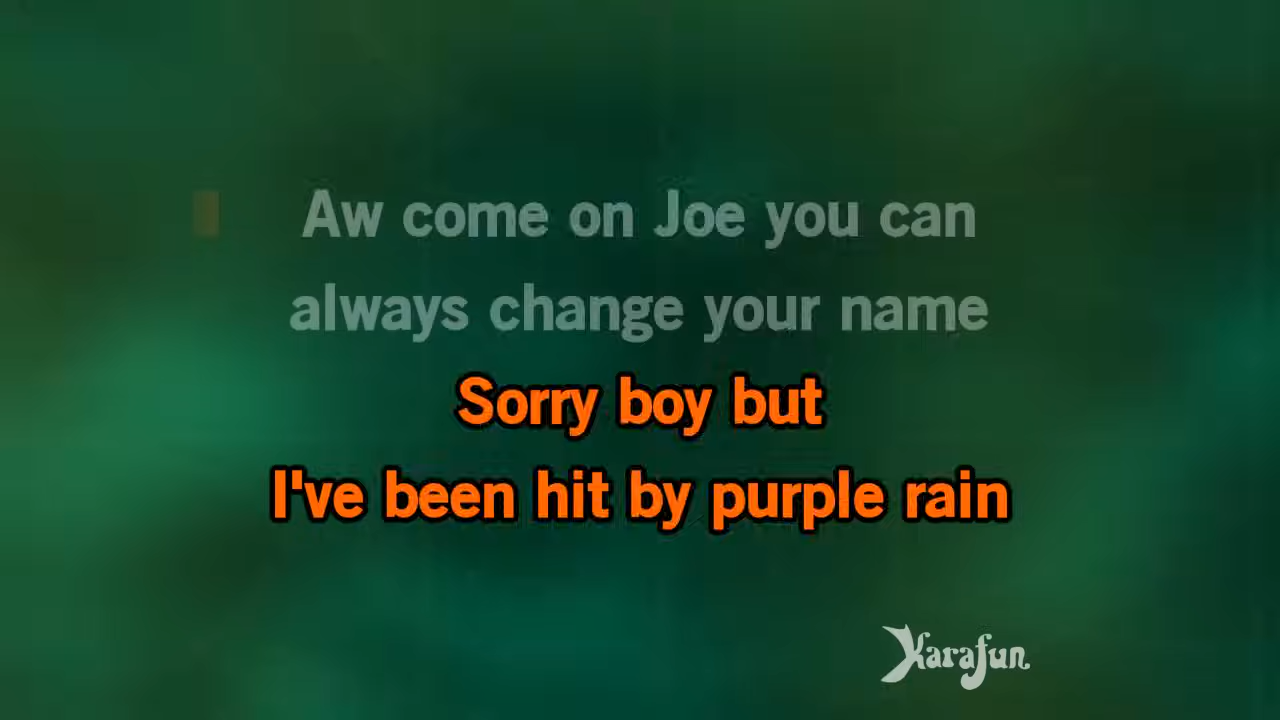 Aw come on Joe you can
always change your name
Sorry boy but
I've been hit by purple rain
Karafun